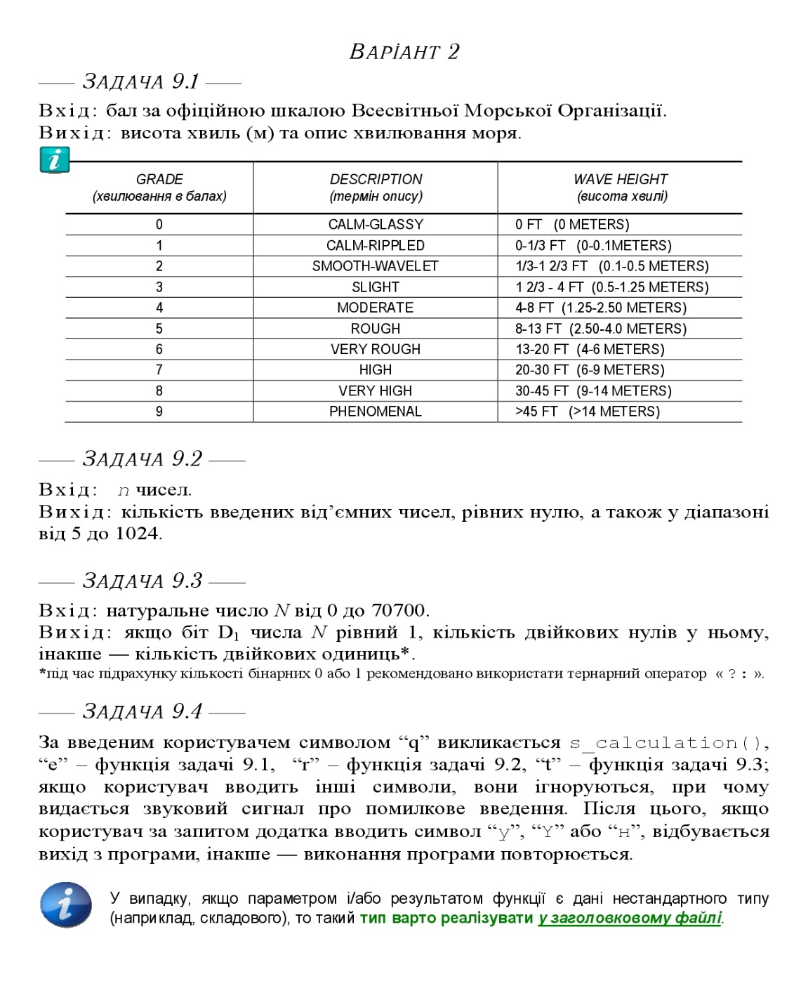 ВАРІАНТ 2
ЗАДАЧА 9.1
Вхід: бал за офіційною шкалою Всесвітньої Морської Організації.
Вихід: висота хвиль (м) та опис хвилювання моря.
GRADE (хвилювання в балах) DESCRIPTION (термін опису) WAVE HEIGHT (висота хвилі)
0 CALM-GLASSY 0 FT (0 METERS)
1 CALM-RIPPLED 0-1/3 FT (0-0.1METERS)
2 SMOOTH-WAVELET 1/3-1 2/3 FT (0.1-0.5 METERS)
3 SLIGHT 1 2/3 - 4 FT (0.5-1.25 METERS)
4 MODERATE 4-8 FT (1.25-2.50 METERS)
5 ROUGH 8-13 FT (2.50-4.0 METERS)
6 VERY ROUGH 13-20 FT (4-6 METERS)
7 HIGH 20-30 FT (6-9 METERS)
8 VERY HIGH 30-45 FT (9-14 METERS)
9 PHENOMENAL >45 FT (>14 METERS)
ЗАДАЧА 9.2
Вхід: n чисел.
Вихід: кількість введених від’ємних чисел, рівних нулю, а також у діапазоні
від 5 до 1024.
ЗАДАЧА 9.3
Вхід: натуральне число N від 0 до 70700.
Вихід: якщо біт D1 числа N рівний 1, кількість двійкових нулів у ньому,
інакше — кількість двійкових одиниць*.
*під час підрахунку кількості бінарних 0 або 1 рекомендовано використати тернарний оператор « ? : ».
ЗАДАЧА 9.4
За введеним користувачем символом “q” викликається s_calculation(),
“e” – функція задачі 9.1, “r” – функція задачі 9.2, “t” – функція задачі 9.3;
якщо користувач вводить інші символи, вони ігноруються, при чому
видається звуковий сигнал про помилкове введення. Після цього, якщо
користувач за запитом додатка вводить символ “y”, “Y” або “н”, відбувається
вихід з програми, інакше — виконання програми повторюється.
У випадку, якщо параметром і/або результатом функції є дані нестандартного типу
(наприклад, складового), то такий тип варто реалізувати у заголовковому файлі.